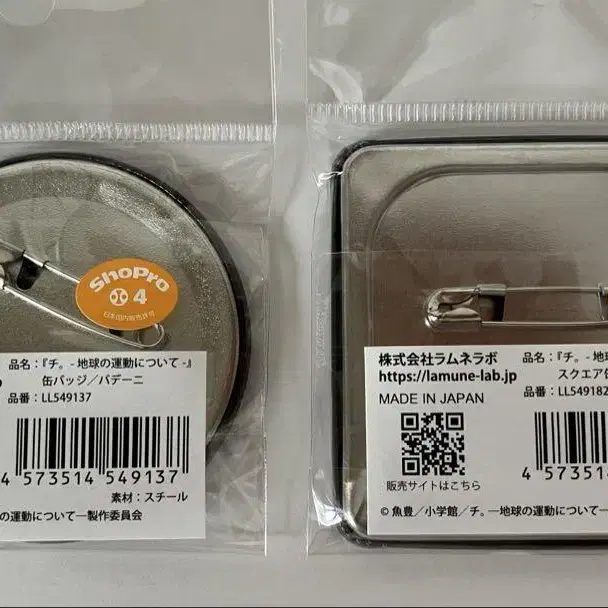 ShoPro
4
日本国内販売許可
品名：『チ。- 地球の運動について -』
缶バッジ／バデーニ
品番：LL549137
4 573514 549137
素材：スチール
の運動について―製作委員会
株式会社ラムネラボ
https://lamune-lab.jp
MADE IN JAPAN
販売サイトはこちら
品名：『チ。- 地球の
スクエア缶
品番：LL549182
4 573514
© 魚豊／小学館／チ。―地球の運動について―